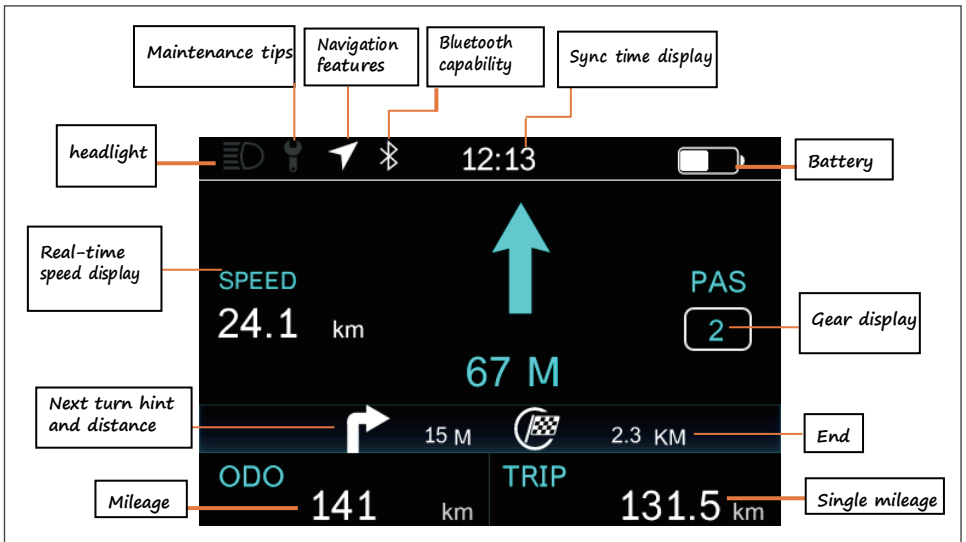 Maintenance tips
Navigation
features
Bluetooth
capability
Sync time display
headlight
12:13
Battery
Real-time
speed display
SPEED
24.1 km
PAS
2
Gear display
67 M
Next turn hint
and distance
15 M
2.3 KM
End
Mileage
ODO
141 km
TRIP
131.5 km
Single mileage